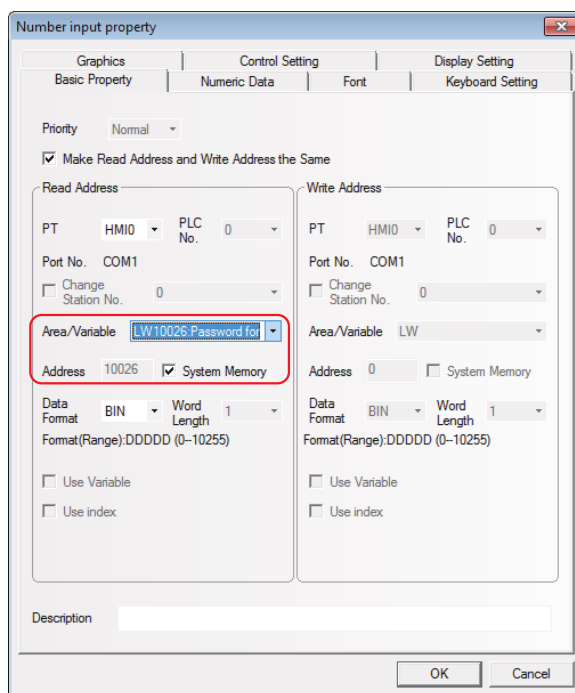 Number input property
Graphics Control Setting Display Setting
Basic Property Numeric Data Font Keyboard Setting
Priority Normal
Make Read Address and Write Address the Same
Read Address Write Address
PT HMI0 PLC No. 0 PT HMI0 PLC No. 0
Port No. COM1 Port No. COM1
Change Station No. 0 Change Station No. 0
Area/Variable LW10026:Password for Area/Variable LW
Address 10026 System Memory Address 0 System Memory
Data Format BIN Word Length 1 Data Format BIN Word Length 1
Format(Range):DDDDD (0--10255) Format(Range):DDDDD (0--10255)
Use Variable Use Variable
Use index Use index
Description
OK Cancel